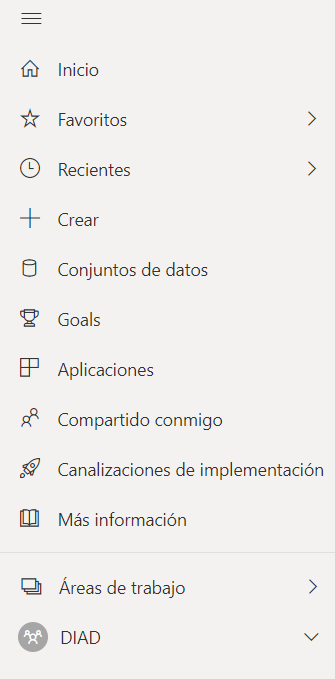 Inicio
Favoritos
Recientes
Crear
Conjuntos de datos
Goals
Aplicaciones
Compartido conmigo
Canalizaciones de implementación
Más información
Áreas de trabajo
DIAD